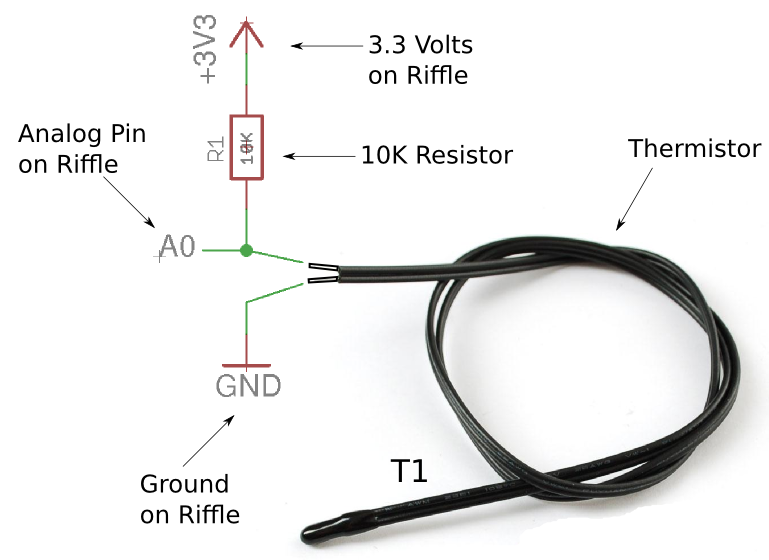 +3V3
3.3 Volts
on Riffle
R1
10K
10K Resistor
Analog Pin
on Riffle
Thermistor
A0
GND
T1
Ground
on Riffle